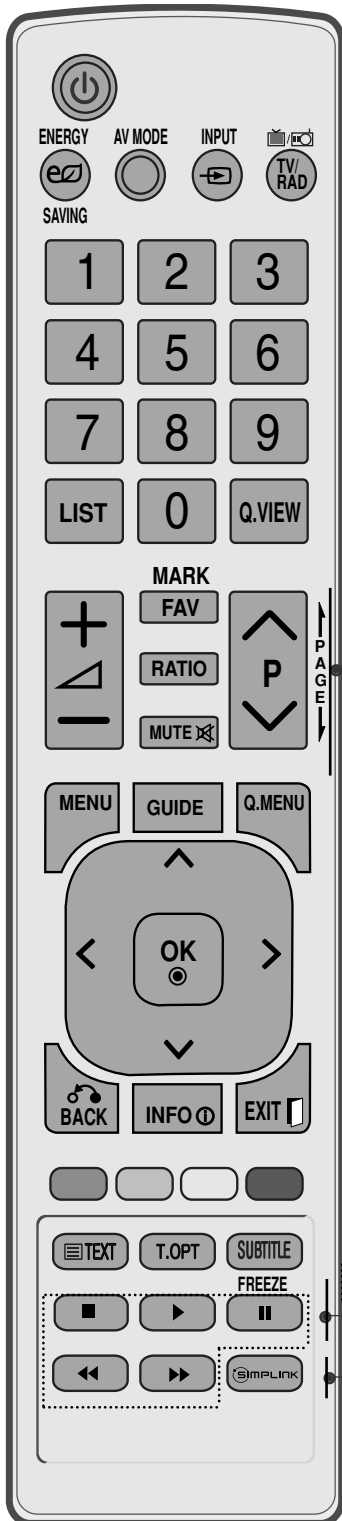 ENERGY AV MODE INPUT
TV/
RAD
SAVING
1 2 3
4 5 6
7 8 9
LIST 0 Q.VIEW
MARK
FAV
RATIO
P
PAGE
MUTE
MENU GUIDE Q.MENU
OK
BACK INFO i EXIT
TEXT T.OPT SUBTITLE
FREEZE
SIMPLINK